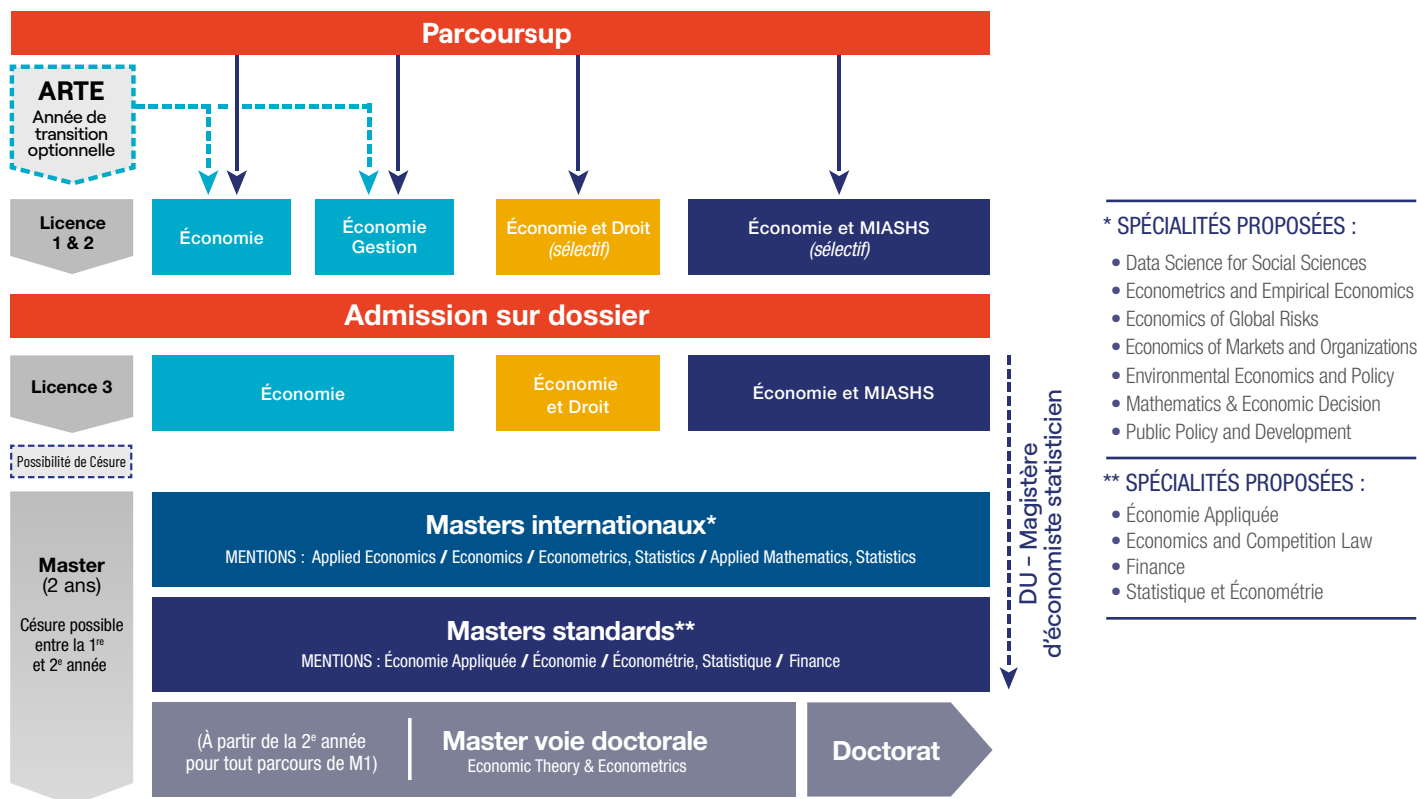 Parcoursup
ARTE
Année de
transition
optionnelle
Licence
1 & 2
Économie
Économie
Gestion
Économie et Droit
(sélectif)
Économie et MIASHS
(sélectif)
Admission sur dossier
Licence 3
Économie
Économie
et Droit
Économie et MIASHS
Possibilité de Césure
Master
(2 ans)
Césure possible
entre la 1re
et 2e année
Masters internationaux*
MENTIONS : Applied Economics / Economics / Econometrics, Statistics / Applied Mathematics, Statistics
Masters standards**
MENTIONS : Économie Appliquée / Économie / Économétrie, Statistique / Finance
(À partir de la 2e année
pour tout parcours de M1)
Master voie doctorale
Economic Theory & Econometrics
Doctorat
DU - Magistère
d'économiste statisticien
* SPÉCIALITÉS PROPOSÉES :
• Data Science for Social Sciences
• Econometrics and Empirical Economics
• Economics of Global Risks
• Economics of Markets and Organizations
• Environmental Economics and Policy
• Mathematics & Economic Decision
• Public Policy and Development
** SPÉCIALITÉS PROPOSÉES :
• Économie Appliquée
• Economics and Competition Law
• Finance
• Statistique et Économétrie